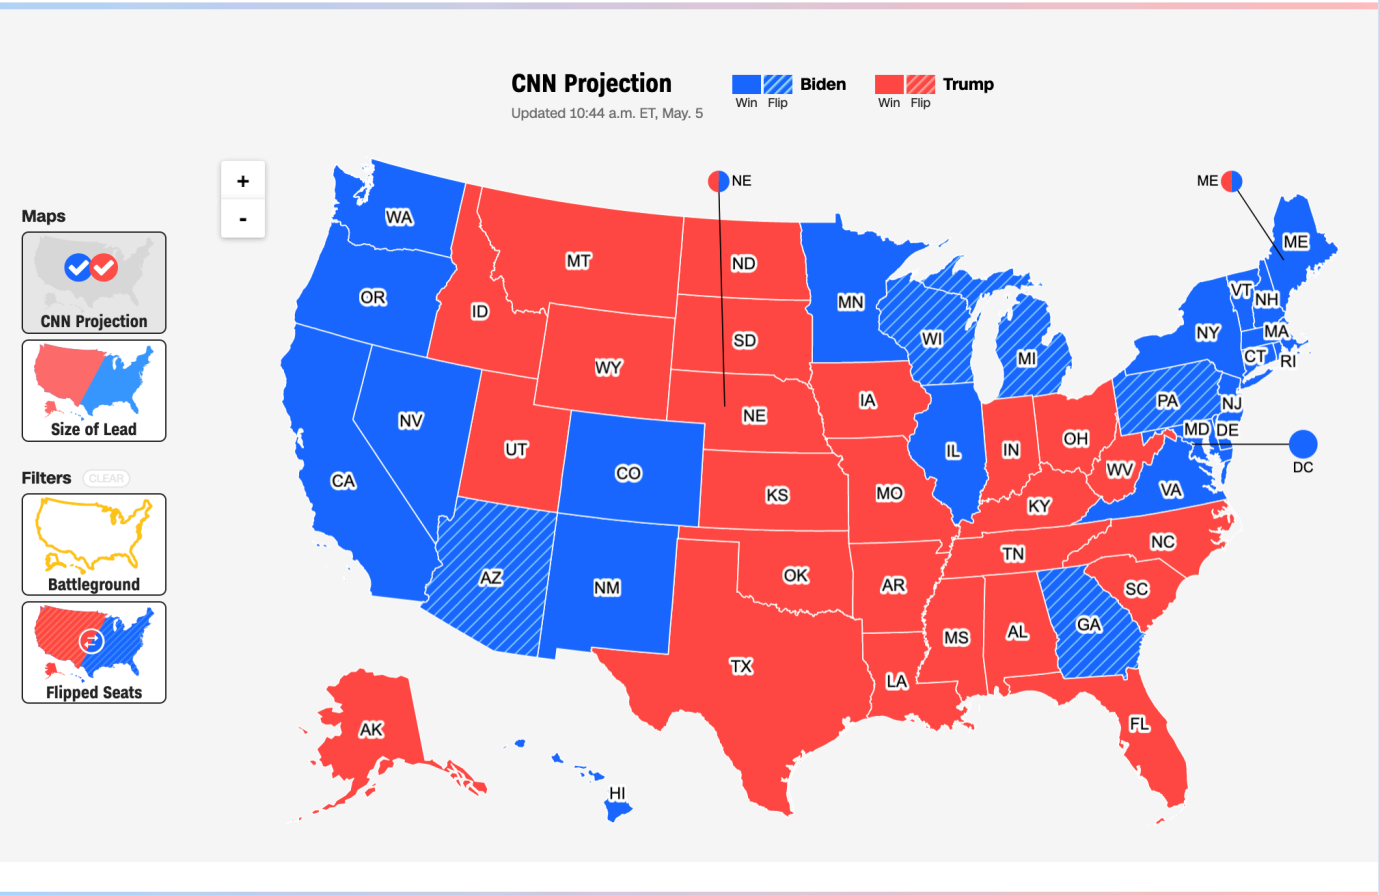 CNN Projection
Updated 10:44 a.m. ET, May. 5
Biden
Win Flip
Trump
Win Flip
+
-
Maps
CNN Projection
Size of Lead
Filters CLEAR
Battleground
Flipped Seats
NE
ME
WA
MT
ND
MN
ME
VT
NH
OR
ID
SD
WI
NY
MA
WY
MI
CT
RI
NV
NE
IA
PA
NJ
UT
CO
IL
IN
OH
MD
DE
DC
CA
KS
MO
WV
KY
VA
AZ
NM
OK
AR
TN
NC
SC
TX
LA
MS
AL
GA
FL
AK
HI